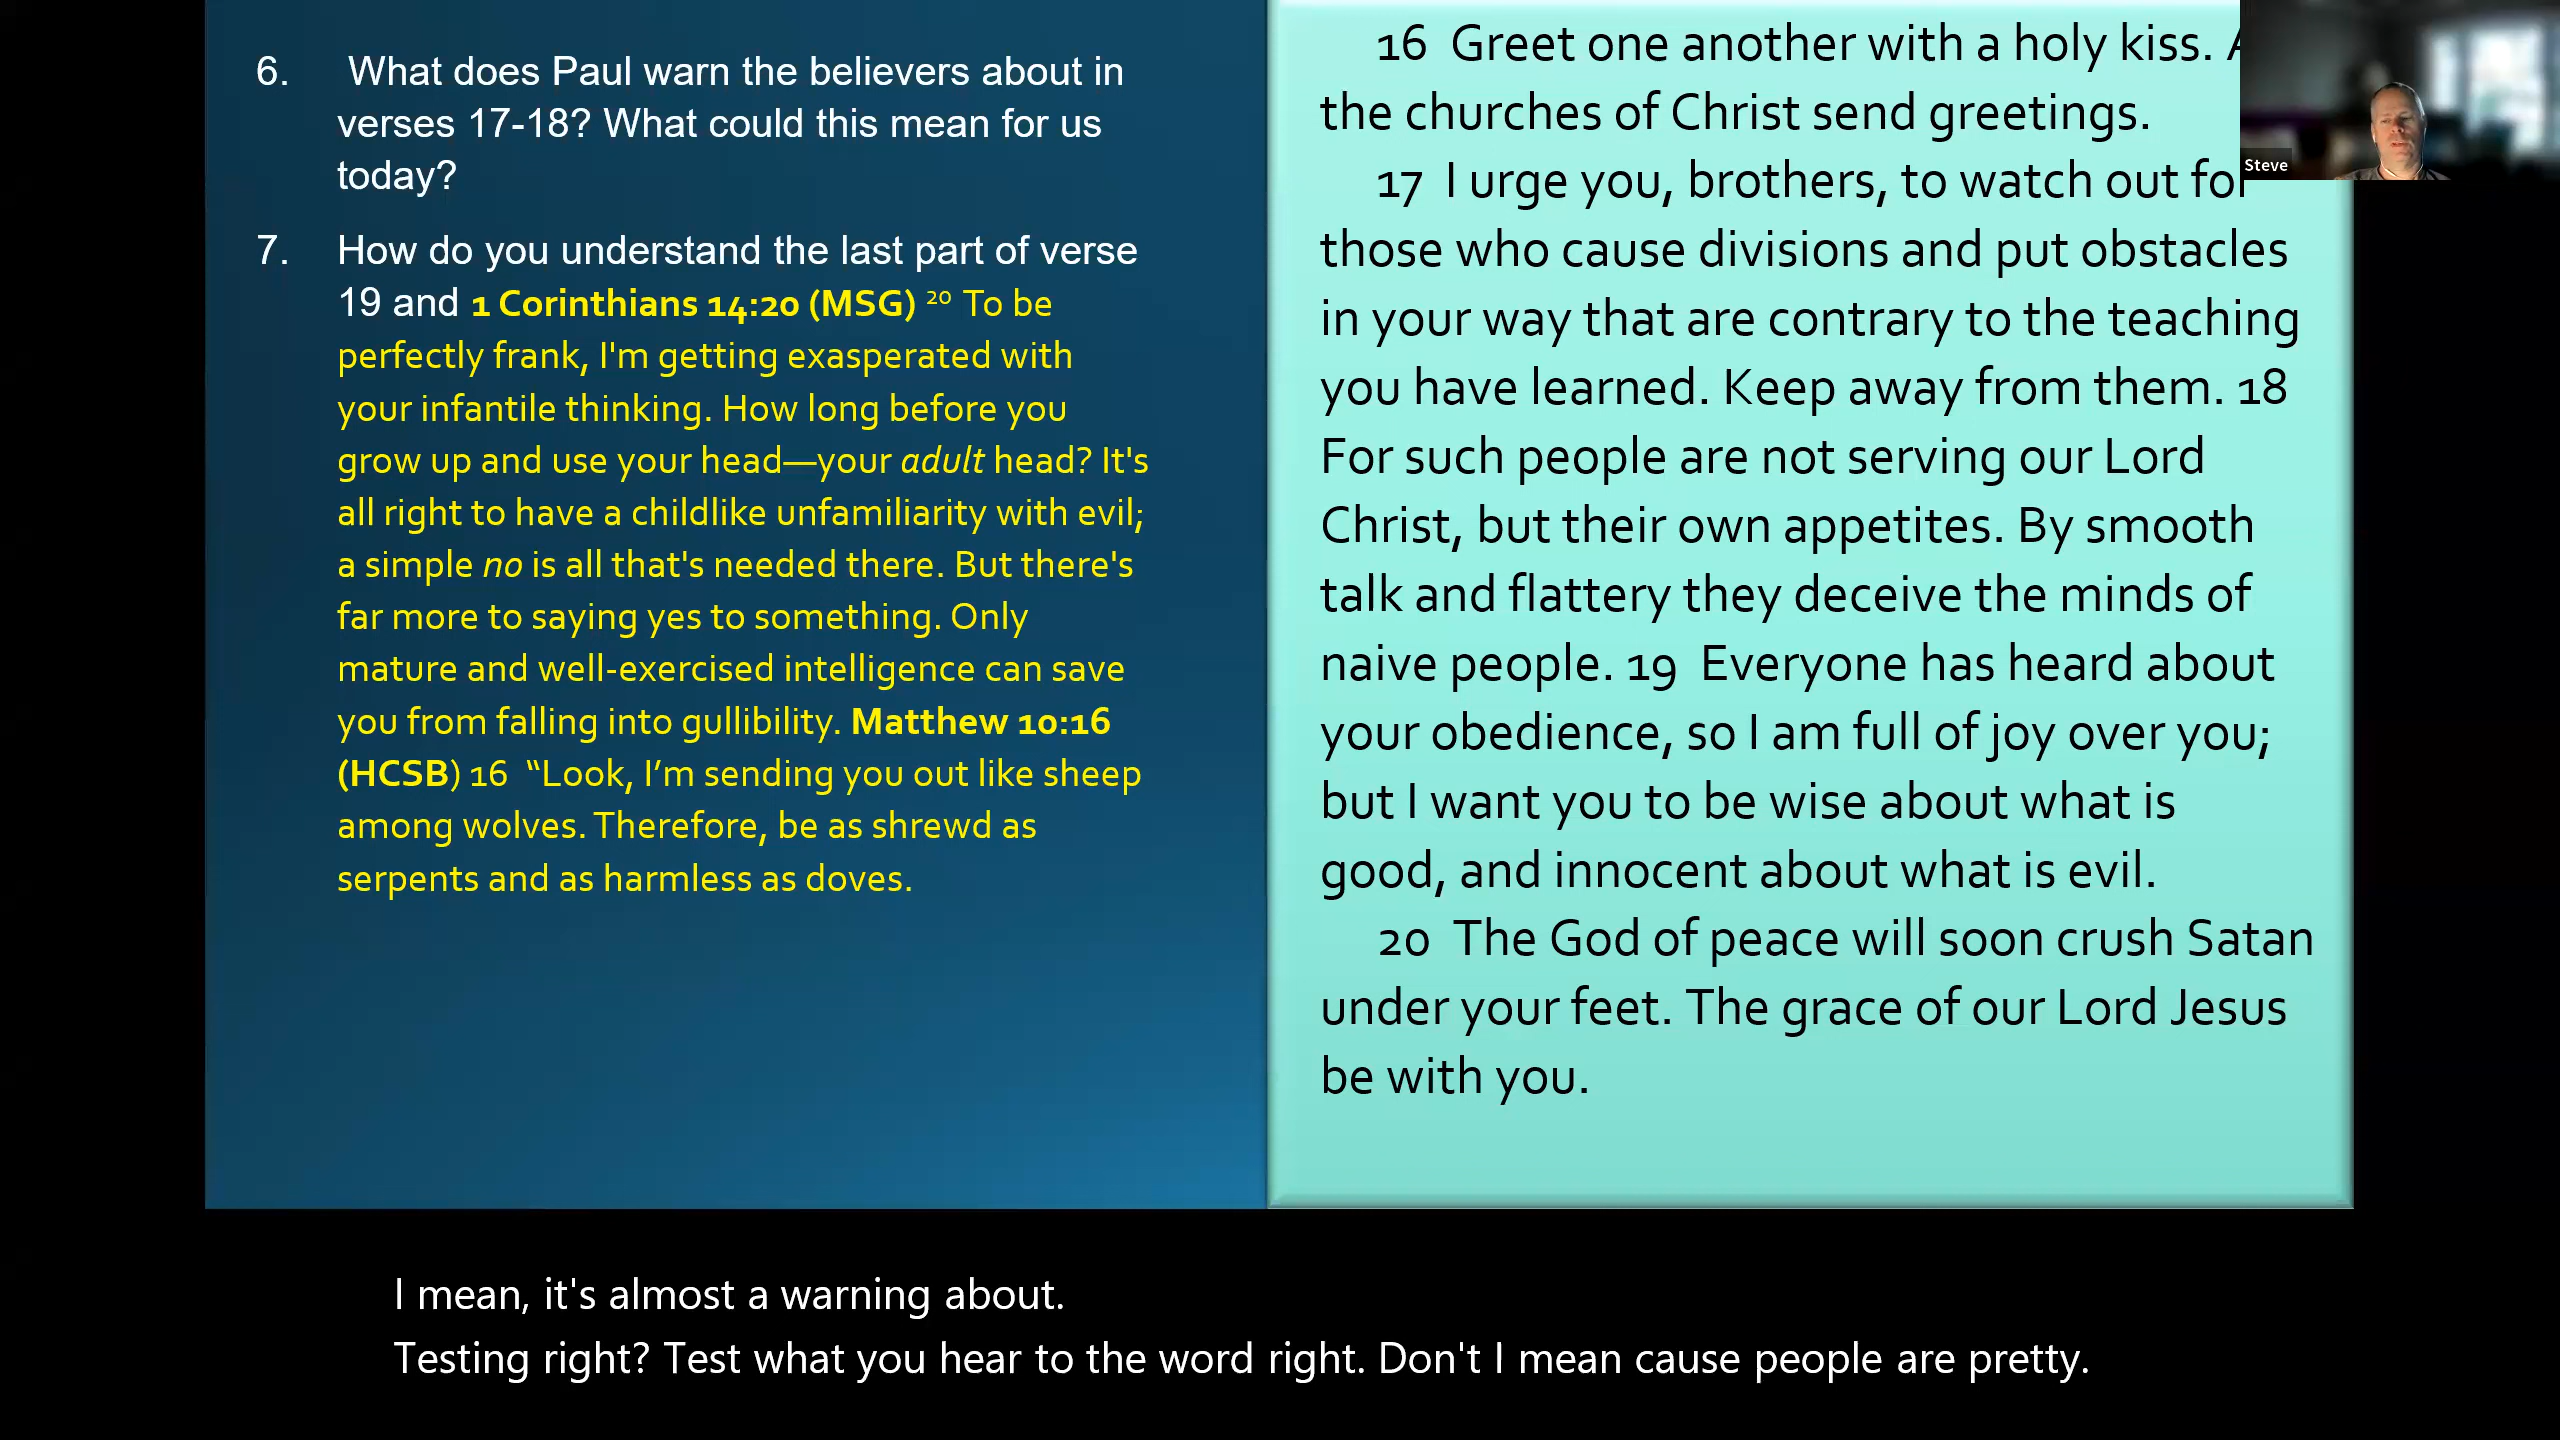 6. What does Paul warn the believers about in
verses 17-18? What could this mean for us
today?
7. How do you understand the last part of verse
19 and 1 Corinthians 14:20 (MSG) 20 To be
perfectly frank, I'm getting exasperated with
your infantile thinking. How long before you
grow up and use your head—your adult head? It's
all right to have a childlike unfamiliarity with evil;
a simple no is all that's needed there. But there's
far more to saying yes to something. Only
mature and well-exercised intelligence can save
you from falling into gullibility. Matthew 10:16
(HCSB) 16 “Look, I’m sending you out like sheep
among wolves. Therefore, be as shrewd as
serpents and as harmless as doves.
16 Greet one another with a holy kiss.
the churches of Christ send greetings.
17 I urge you, brothers, to watch out for
those who cause divisions and put obstacles
in your way that are contrary to the teaching
you have learned. Keep away from them. 18
For such people are not serving our Lord
Christ, but their own appetites. By smooth
talk and flattery they deceive the minds of
naive people. 19 Everyone has heard about
your obedience, so I am full of joy over you;
but I want you to be wise about what is
good, and innocent about what is evil.
20 The God of peace will soon crush Satan
under your feet. The grace of our Lord Jesus
be with you.
Steve
I mean, it's almost a warning about.
Testing right? Test what you hear to the word right. Don't I mean cause people are pretty.